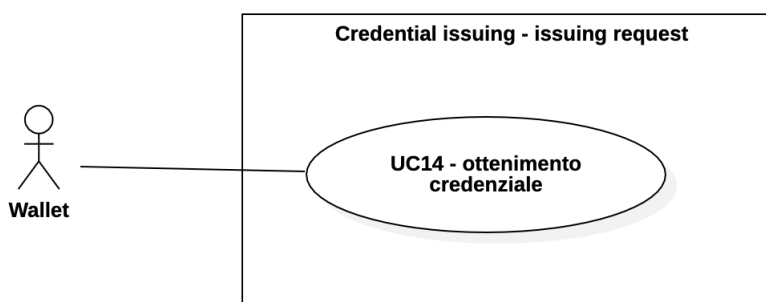 Credential issuing - issuing request
UC14 - ottenimento
credenziale
Wallet